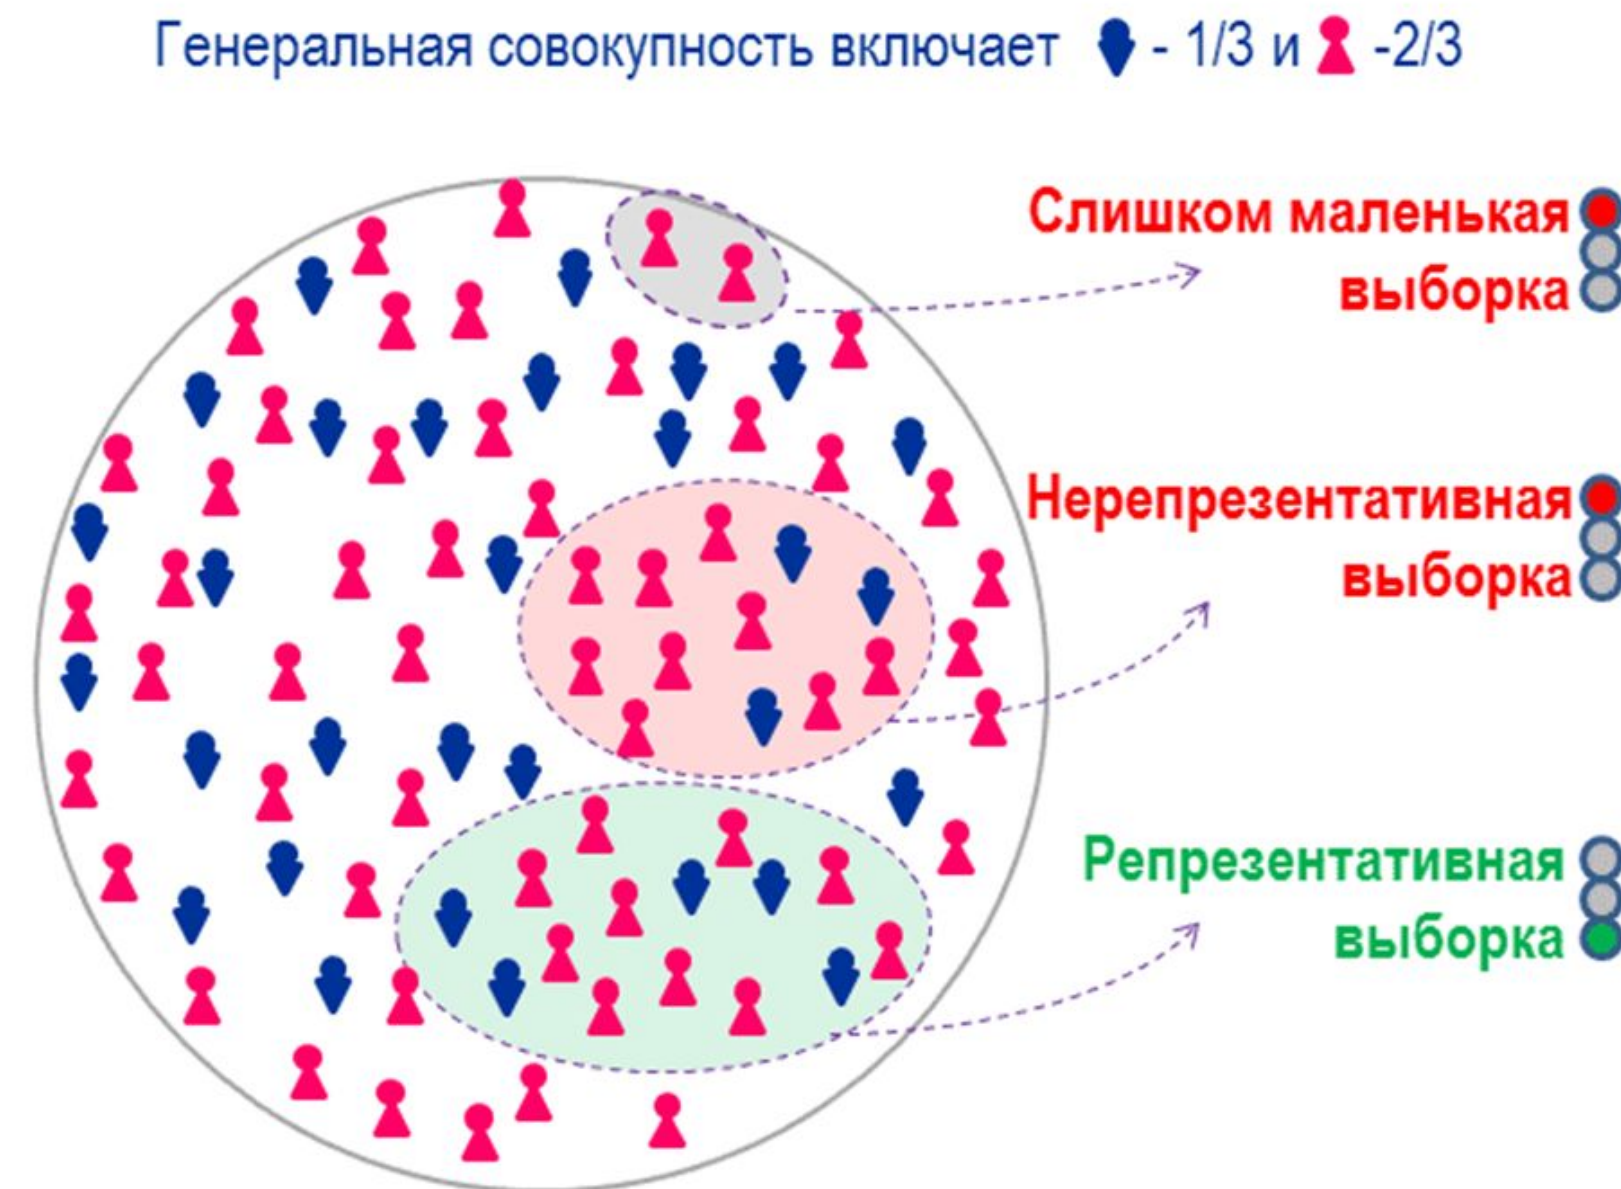 Генеральная совокупность включает - 1/3 и -2/3
Слишком маленькая
выборка
Нерепрезентативная
выборка
Репрезентативная
выборка